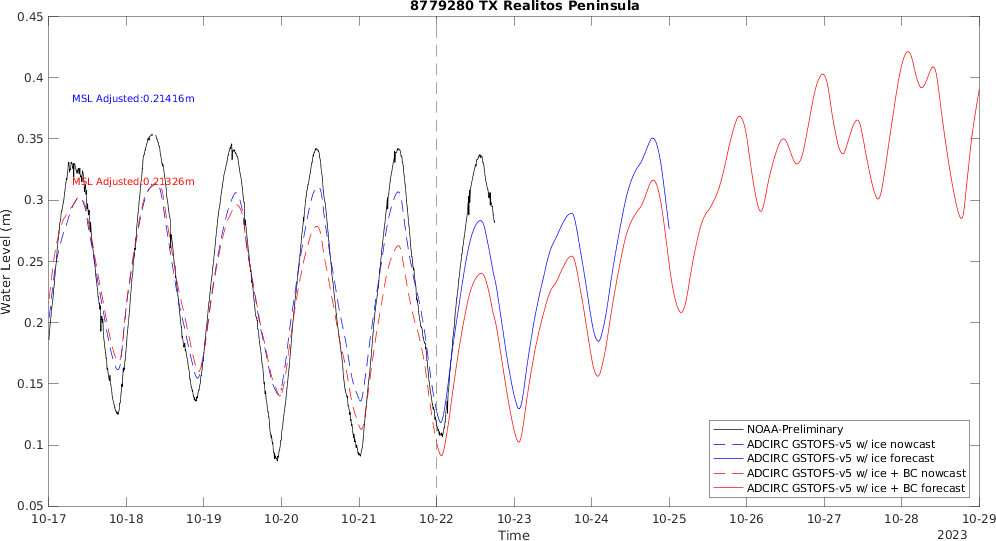 8779280 TX Realitos Peninsula
Water Level (m)
0.45
0.4
0.35
0.3
0.25
0.2
0.15
0.1
0.05
MSL Adjusted:0.21416m
MSL Adjusted:0.21326m
NOAA-Preliminary
ADCIRC GSTOFS-v5 w/ ice nowcast
ADCIRC GSTOFS-v5 w/ ice forecast
ADCIRC GSTOFS-v5 w/ ice + BC nowcast
ADCIRC GSTOFS-v5 w/ ice + BC forecast
10-17 10-18 10-19 10-20 10-21 10-22 10-23 10-24 10-25 10-26 10-27 10-28 10-29
Time
2023